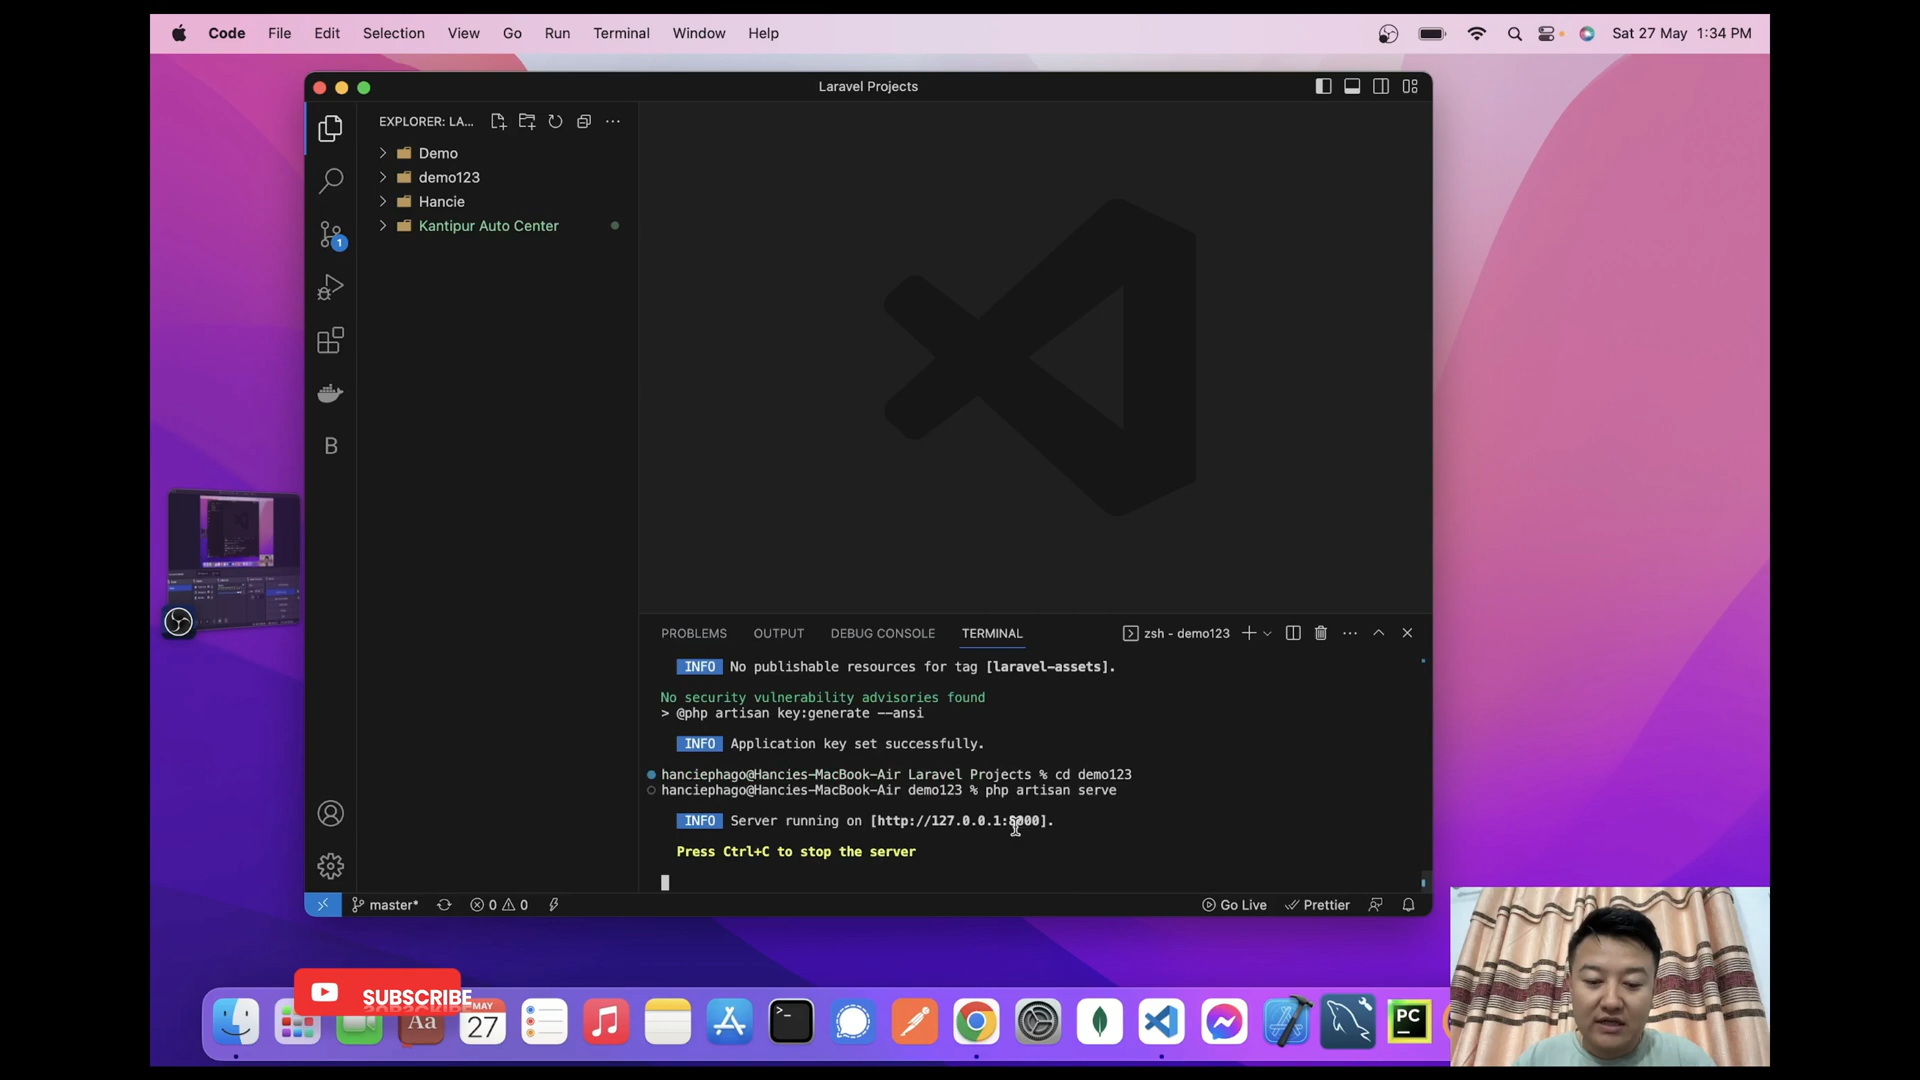 Code File Edit Selection View Go Run Terminal Window Help Sat 27 May 1:34 PM
Laravel Projects
EXPLORER: LA...
Demo
demo123
Hancie
Kantipur Auto Center
1
B
PROBLEMS OUTPUT DEBUG CONSOLE TERMINAL zsh - demo123
INFO No publishable resources for tag [laravel-assets].
No security vulnerability advisories found
> @php artisan key:generate --ansi
INFO Application key set successfully.
hanciephago@Hancies-MacBook-Air Laravel Projects % cd demo123
hanciephago@Hancies-MacBook-Air demo123 % php artisan serve
INFO Server running on [http://127.0.0.1:8000].
Press Ctrl+C to stop the server
master* 0 0 Go Live Prettier
SUBSCRIBE
Aa
MAY
27
>_
PC